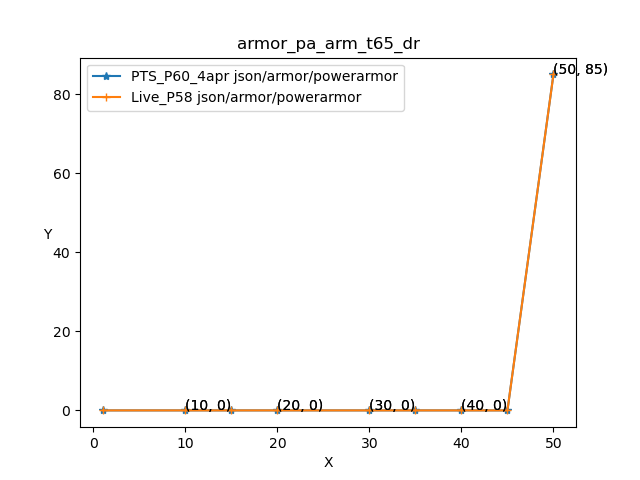 armor_pa_arm_t65_dr
PTS_P60_4apr json/armor/powerarmor
Live_P58 json/armor/powerarmor
(50, 85)
80
60
Y
40
20
0
(10, 0)
(20, 0)
(30, 0)
(40, 0)
0 10 20 30 40 50
X